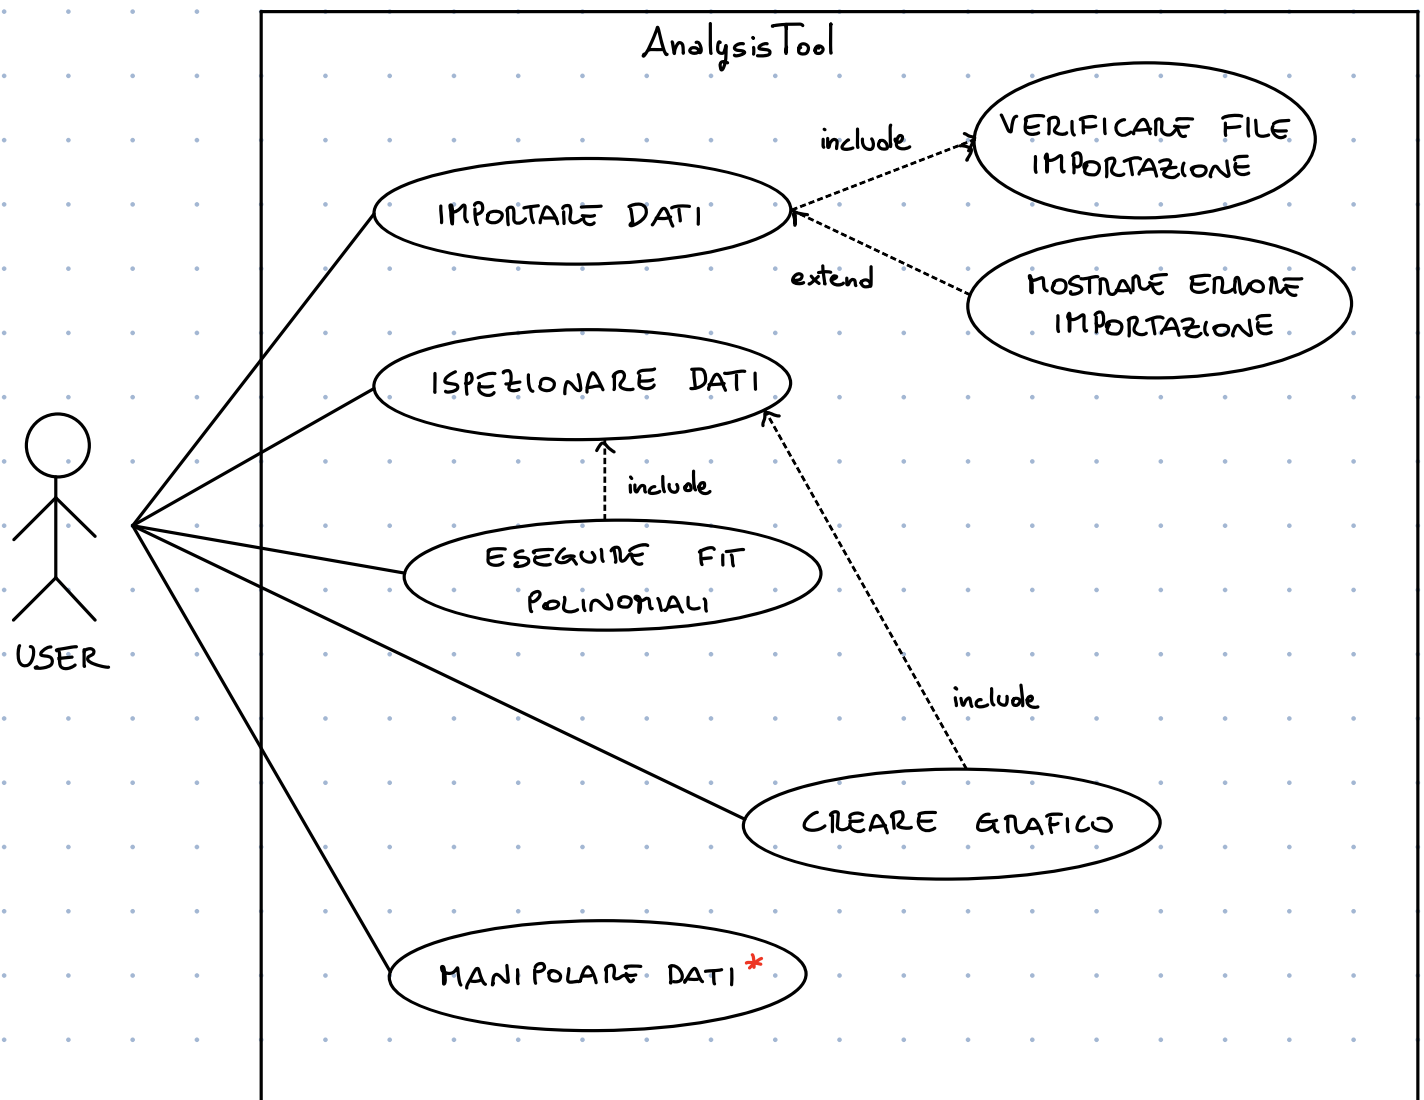 AnalysisTool
include
VERIFICARE FILE
IMPORTAZIONE
IMPORTARE DATI
extend
MOSTRARE ERRORE
IMPORTAZIONE
ISPEZIONARE DATI
include
ESEGUIRE FIT
POLINOMIALI
USER
include
CREARE GRAFICO
MANIPOLARE DATI*